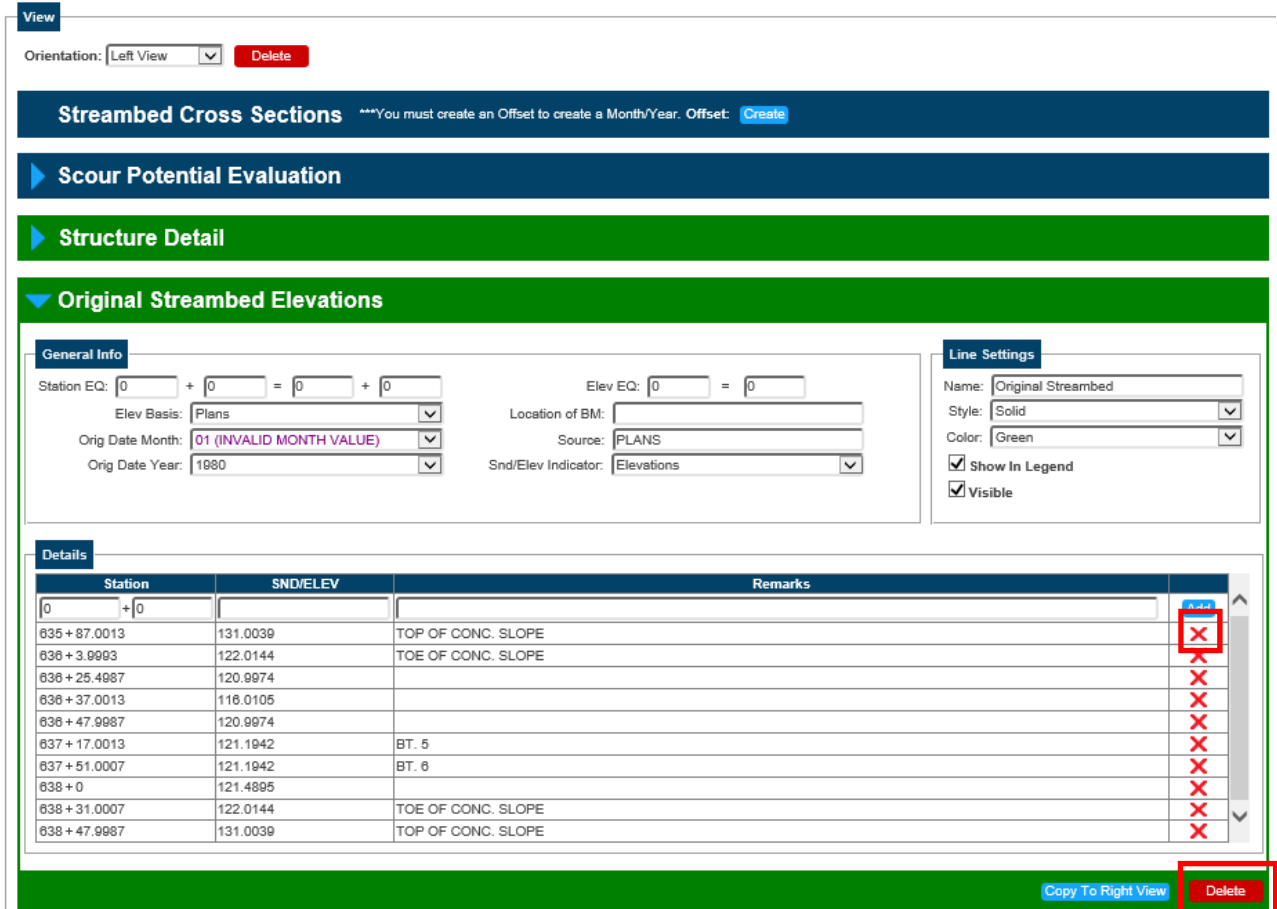 View
Orientation: Left View Delete
Streambed Cross Sections ***You must create an Offset to create a Month/Year. Offset: Create
Scour Potential Evaluation
Structure Detail
Original Streambed Elevations
General Info
Station EQ: 0 + 0 = 0 + 0
Elev EQ: 0 = 0
Elev Basis: Plans
Location of BM:
Orig Date Month: 01 (INVALID MONTH VALUE)
Source: PLANS
Orig Date Year: 1980
Snd/Elev Indicator: Elevations
Line Settings
Name: Original Streambed
Style: Solid
Color: Green
Show In Legend
Visible
Details
Station SND/ELEV Remarks
0 +0 Add
635 + 87.0013 131.0039 TOP OF CONC. SLOPE
636 + 3.9993 122.0144 TOE OF CONC. SLOPE
636 + 25.4987 120.9974
636 + 37.0013 116.0105
636 + 47.9987 120.9974
637 + 17.0013 121.1942 BT. 5
637 + 51.0007 121.1942 BT. 6
638 + 0 121.4895
638 + 31.0007 122.0144 TOE OF CONC. SLOPE
638 + 47.9987 131.0039 TOP OF CONC. SLOPE
Copy To Right View Delete